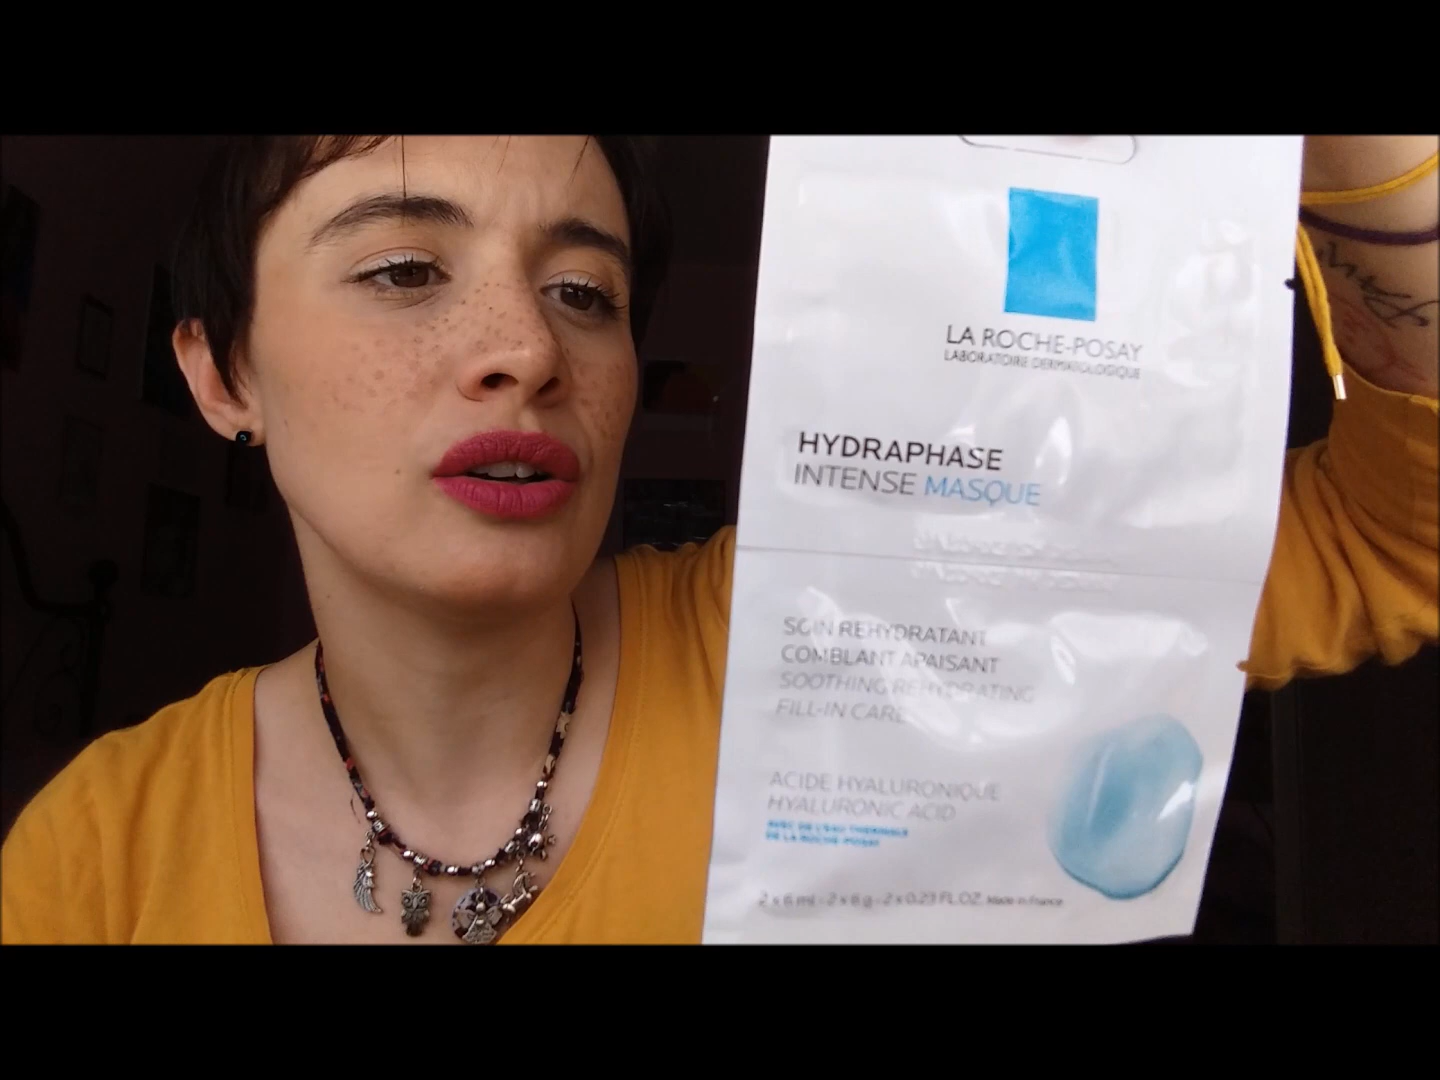 LA ROCHE-POSAY
LABORATOIRE DERMATOLOGIQUE
HYDRAPHASE
INTENSE MASQUE
SOIN REHYDRATANT
COMBLANT APAISANT
SOOTHING REHYDRATING
FILL-IN CARE
ACIDE HYALURONIQUE
HYALURONIC ACID
AVEC DE L'EAU THERMALE
DE LA ROCHE-POSAY
2 x 6 ml - 2 x 6 g - 2 x 0.23 FL.OZ. Made in France